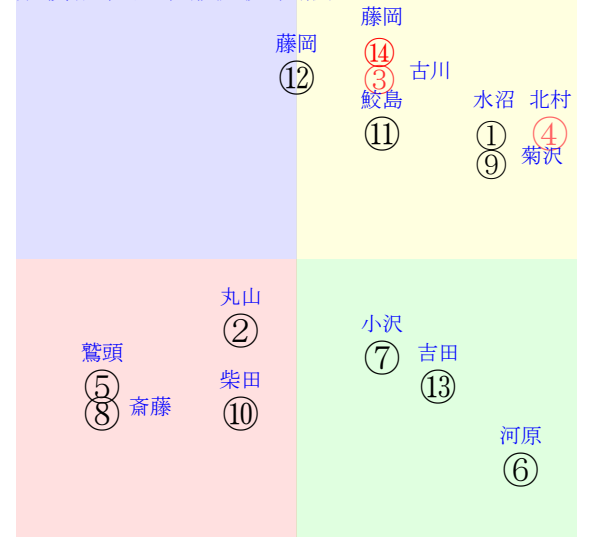 藤岡
藤岡
⑭
⑫
③
古川
鮫島
水沼
北村
⑪
①
④
⑨
菊沢
丸山
②
小沢
⑦
吉田
鷲頭
⑤
柴田
⑬
⑧
斎藤
⑩
河原
⑥